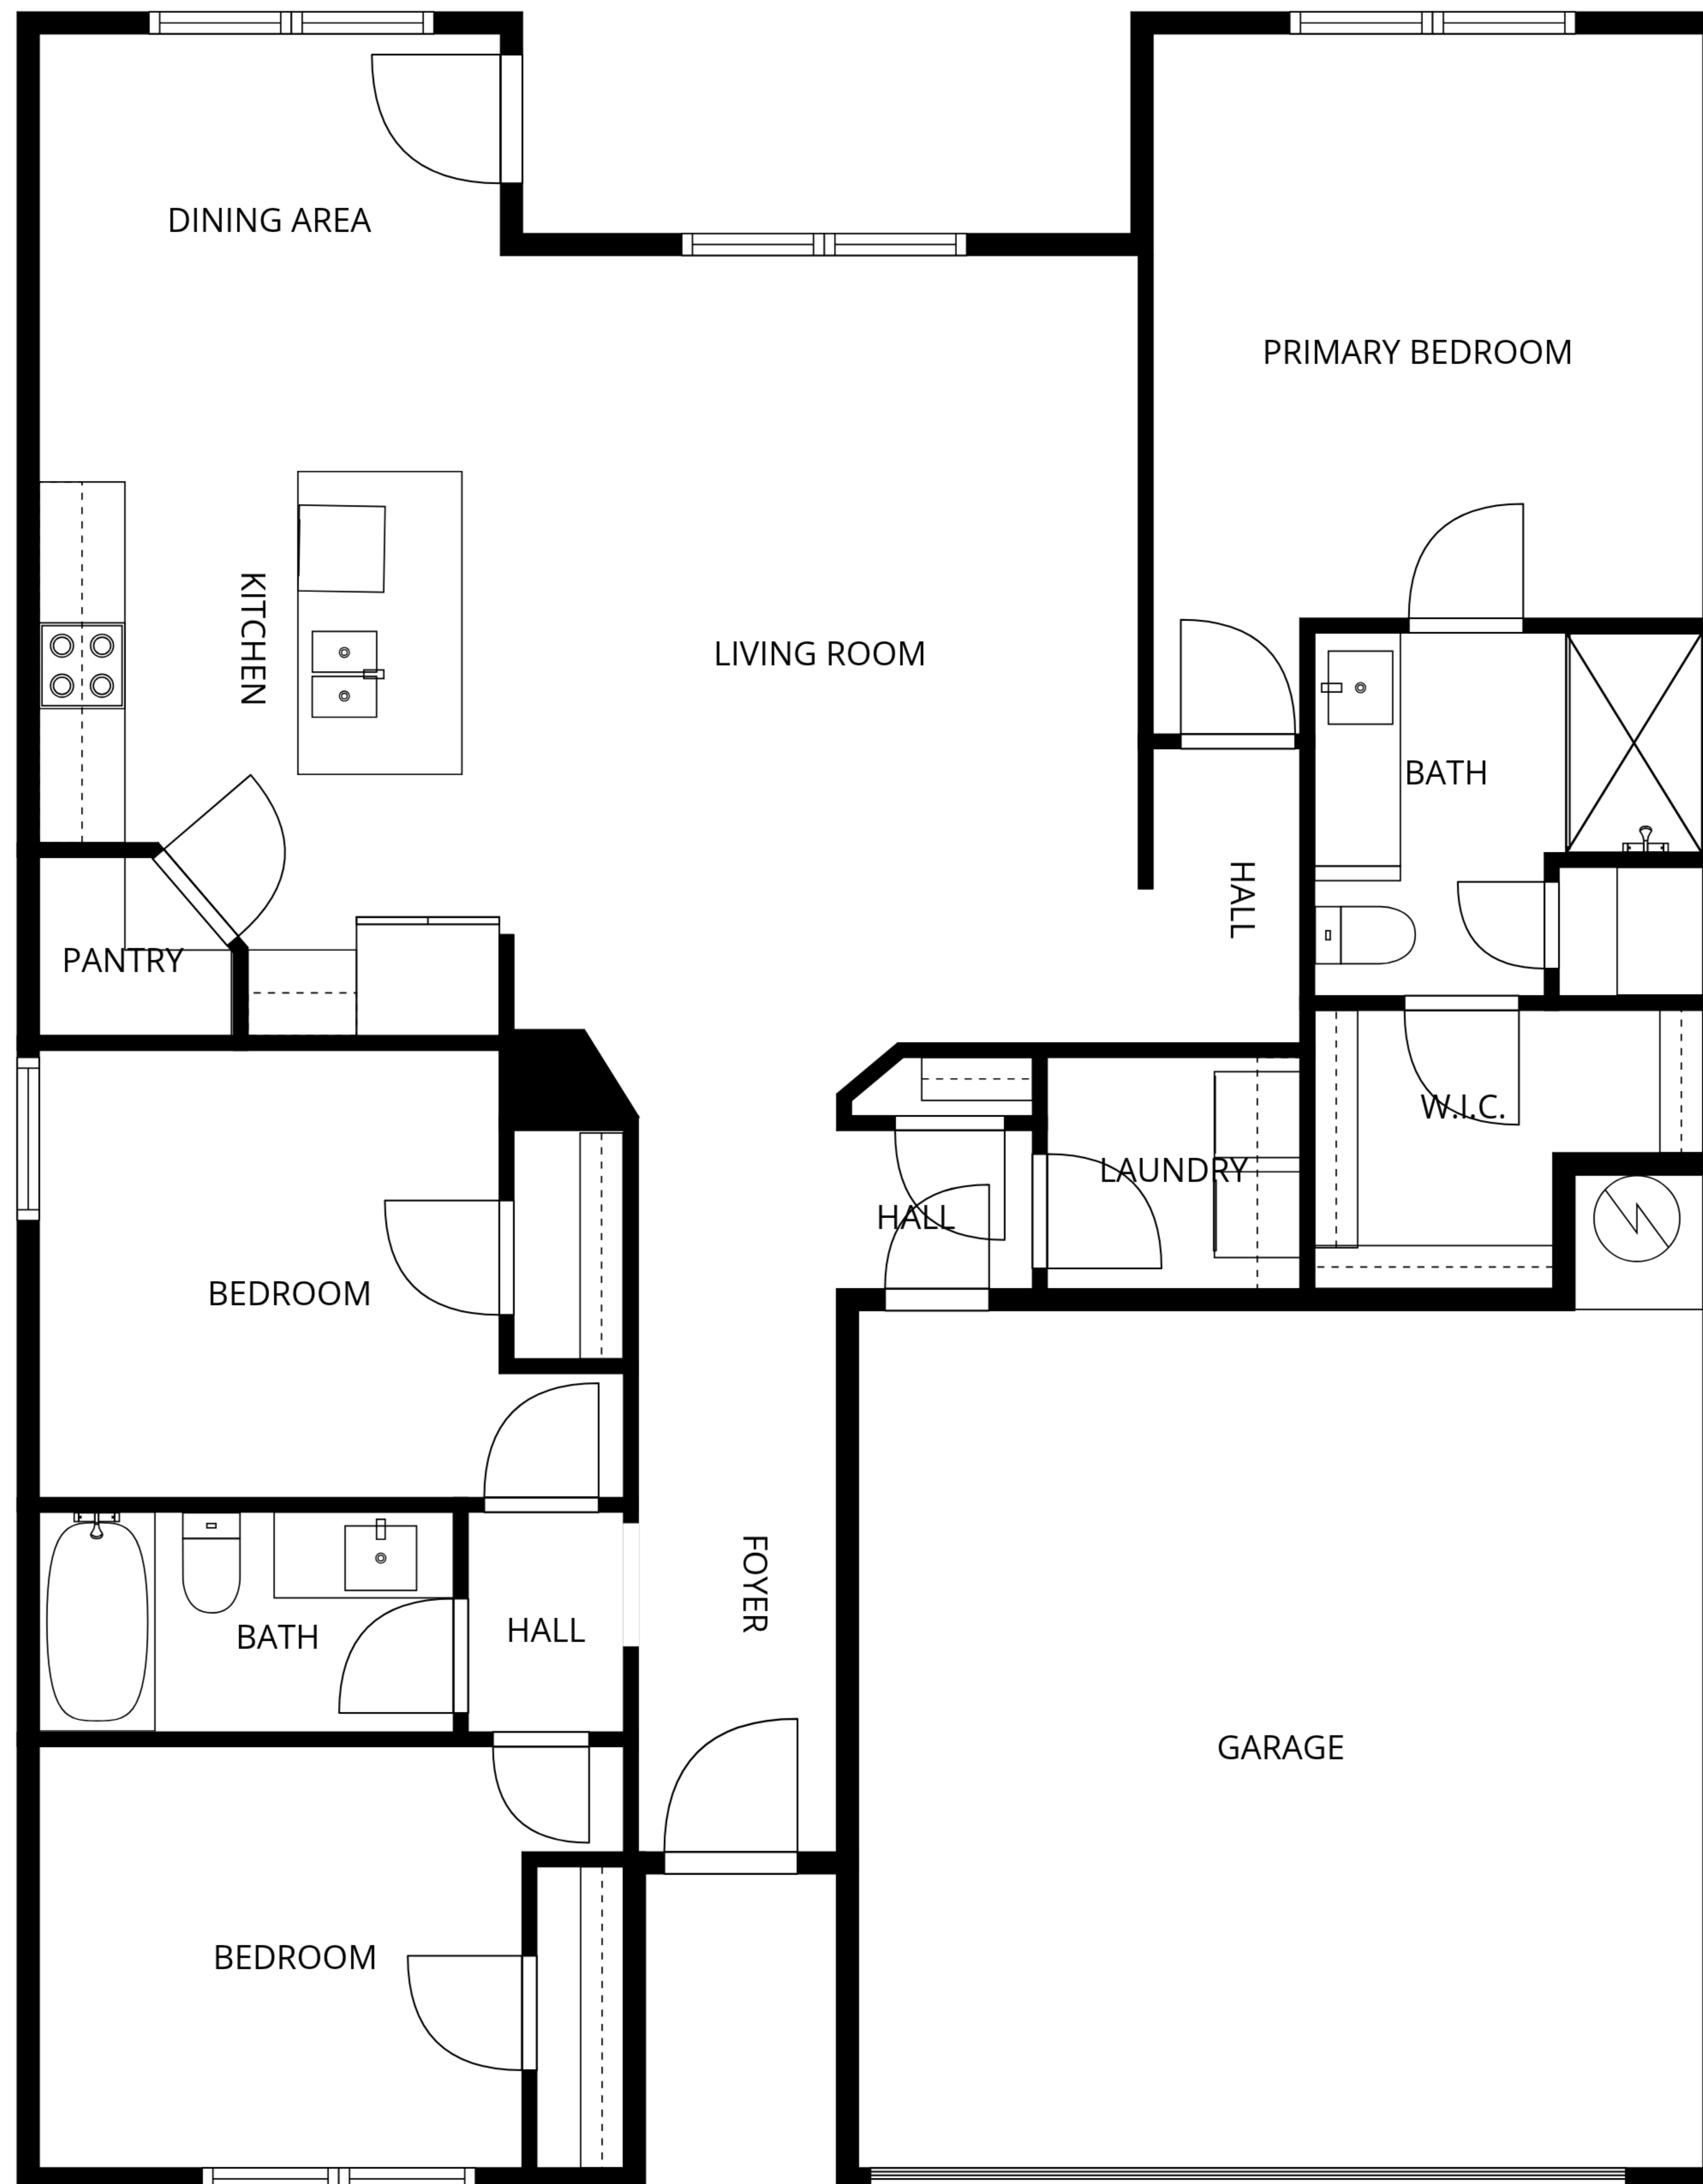 DINING AREA
PRIMARY BEDROOM
KITCHEN
LIVING ROOM
BATH
HALL
PANTRY
W.I.C.
LAUNDRY
HALL
BEDROOM
FOYER
HALL
BATH
GARAGE
BEDROOM